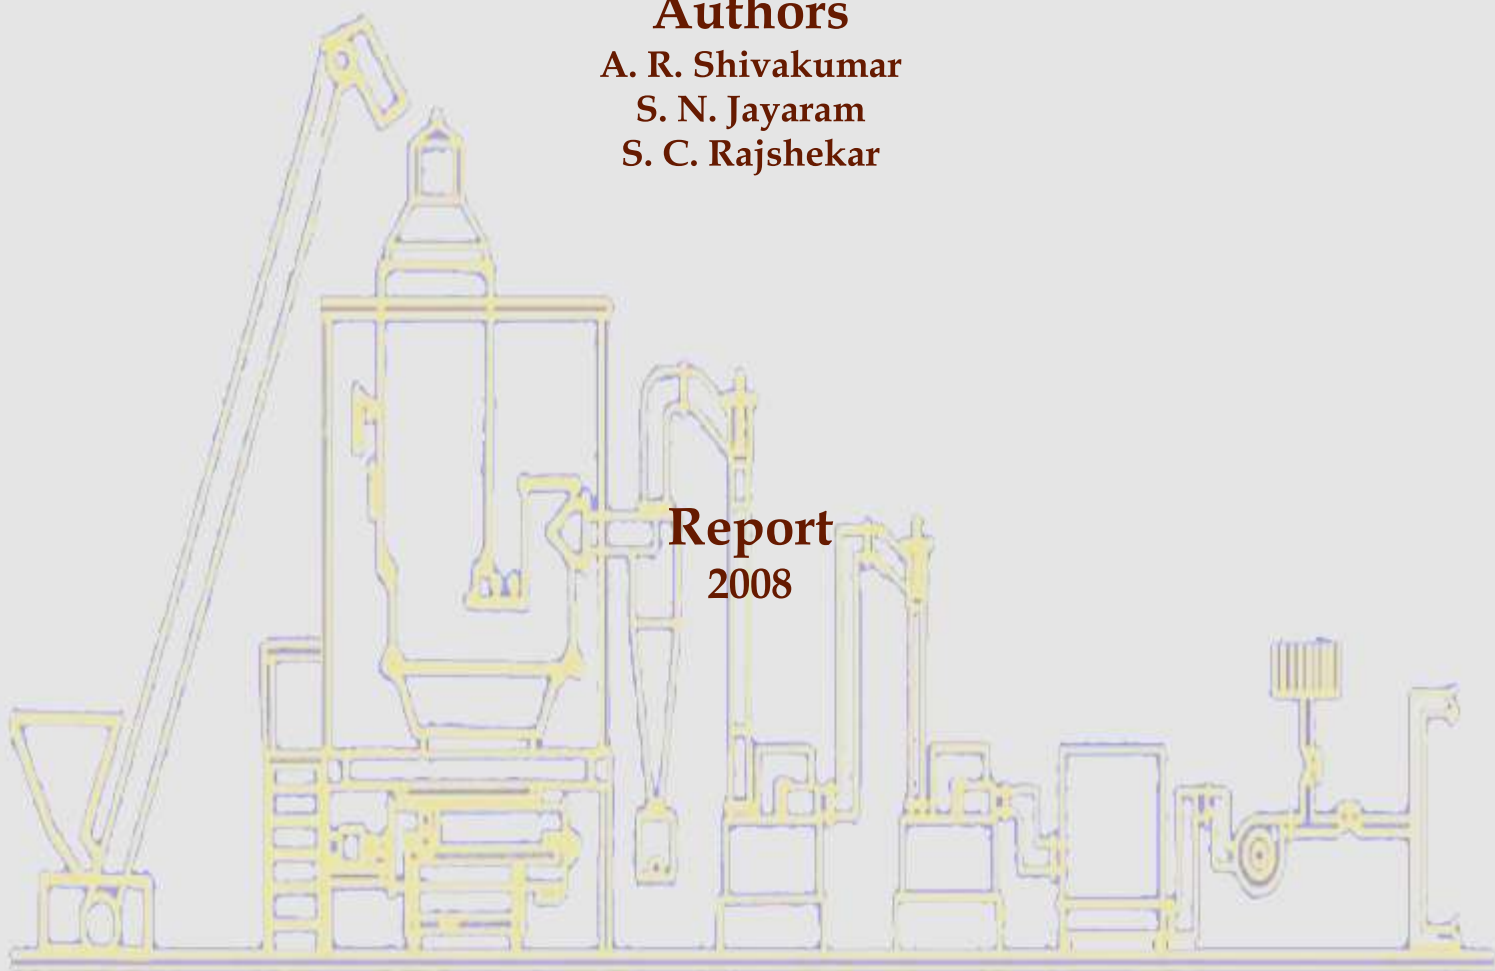 Authors
A. R. Shivakumar
S. N. Jayaram
S. C. Rajshekar
Report
2008